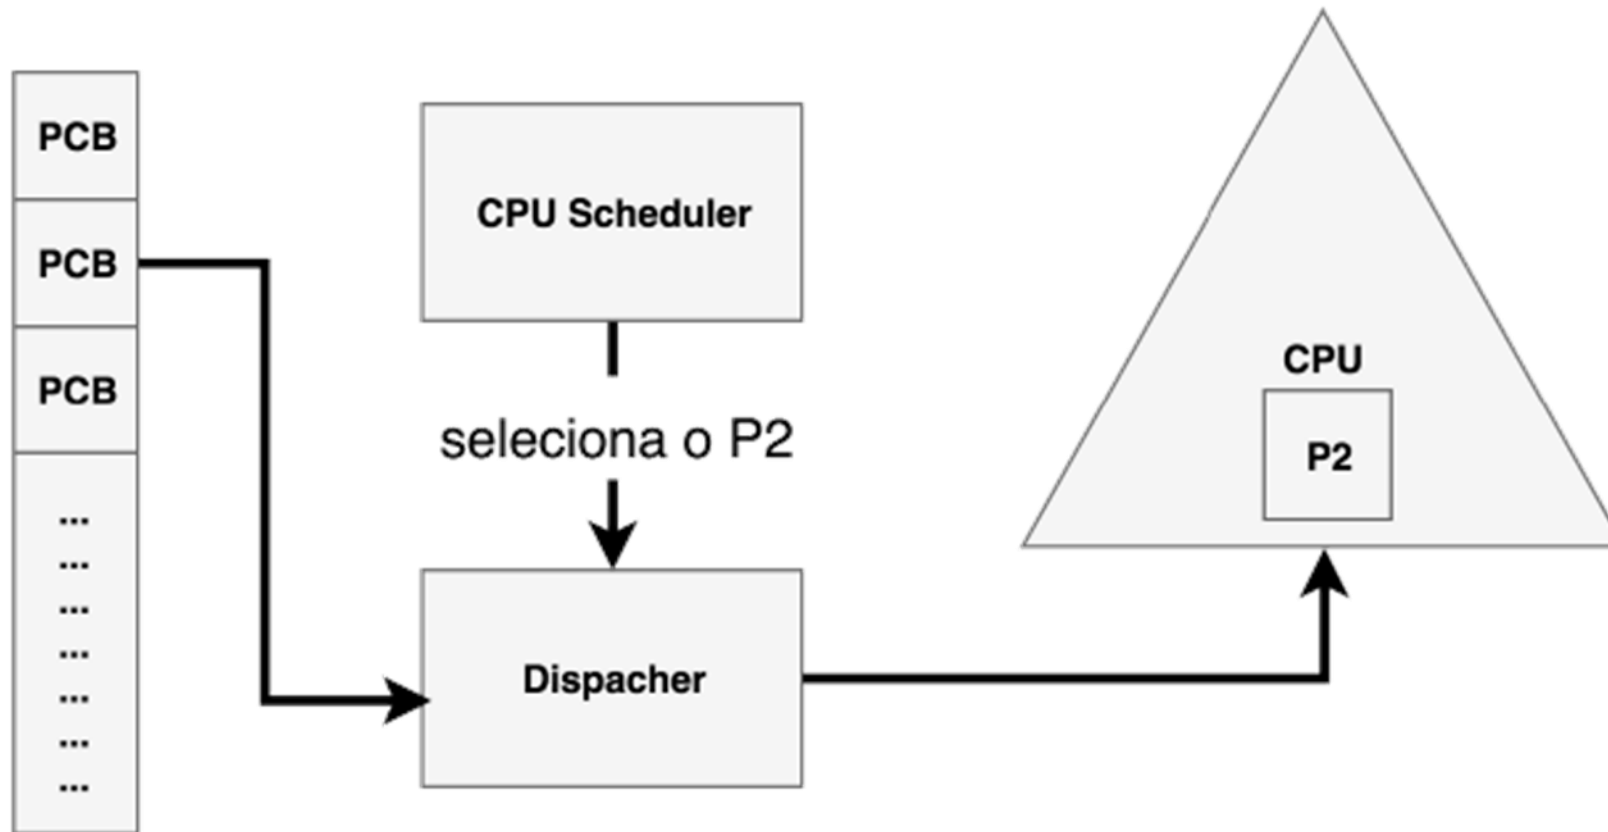 PCB
PCB
PCB
...
...
...
...
...
...
...
CPU Scheduler
seleciona o P2
Dispacher
CPU
P2